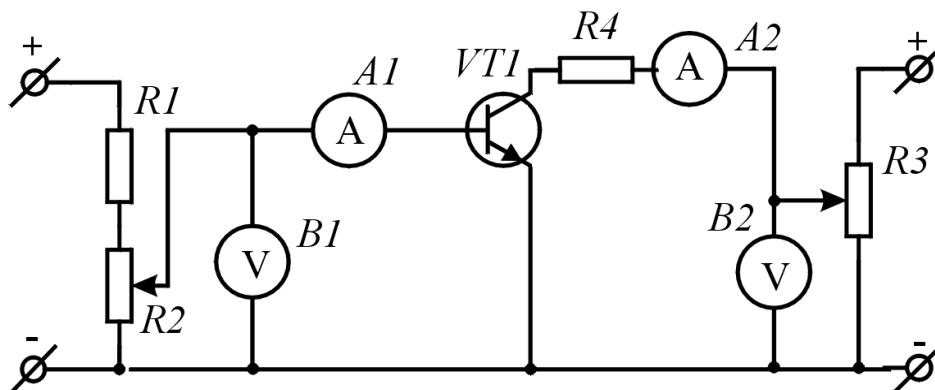 R4
A2
+
A1
VT1
+
A
R1
A
R3
B1
B2
V
V
R2
-
-